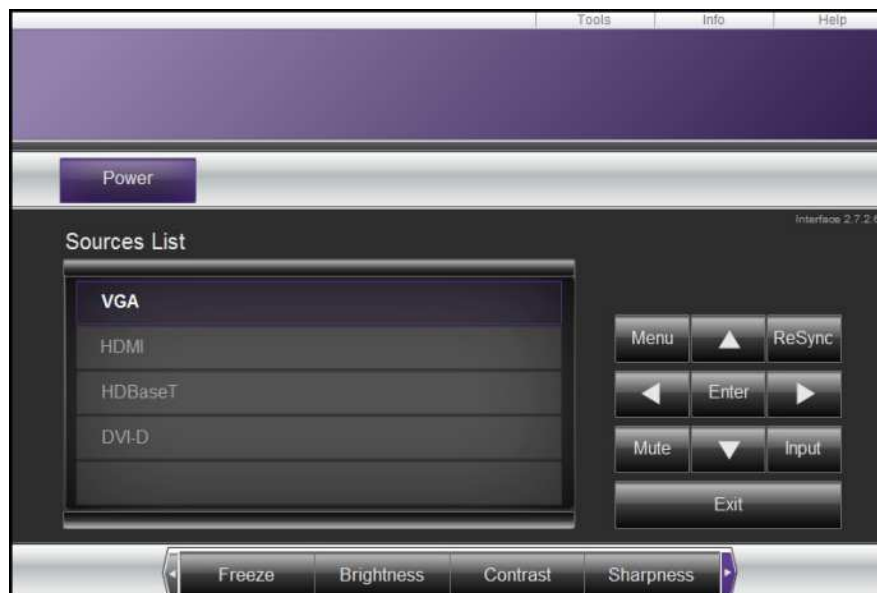 Tools Info Help
Power
Interface 2.7.2.6
Sources List
VGA
HDMI
HDBaseT
DVI-D
Menu ReSync
Enter
Mute Input
Exit
Freeze Brightness Contrast Sharpness